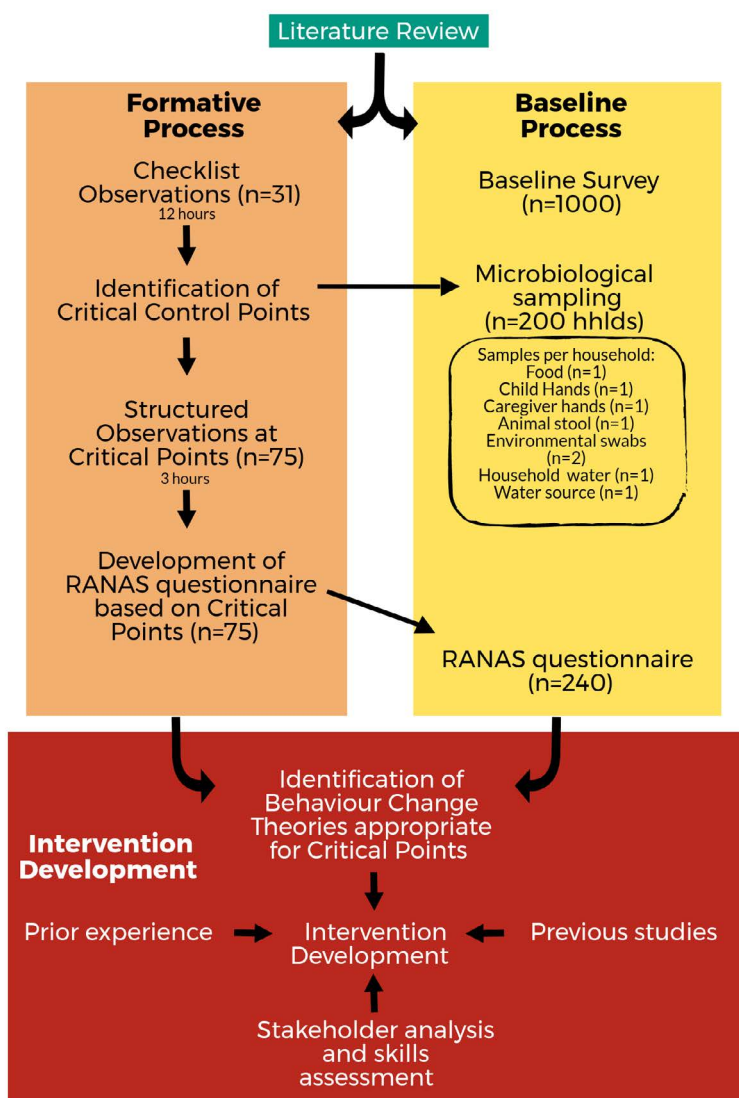 Literature Review
Formative
Process
Checklist
Observations (n=31)
12 hours
Identification of
Critical Control Points
Structured
Observations at
Critical Points (n=75)
3 hours
Development of
RANAS questionnaire
based on Critical
Points (n=75)
Baseline
Process
Baseline Survey
(n=1000)
Microbiological
sampling
(n=200 hhlds)
Samples per household:
Food (n=1)
Child Hands (n=1)
Caregiver hands (n=1)
Animal stool (n=1)
Environmental swabs
(n=2)
Household water (n=1)
Water source (n=1)
RANAS questionnaire
(n=240)
Intervention
Development
Identification of
Behaviour Change
Theories appropriate
for Critical Points
Prior experience
Intervention
Development
Previous studies
Stakeholder analysis
and skills
assessment